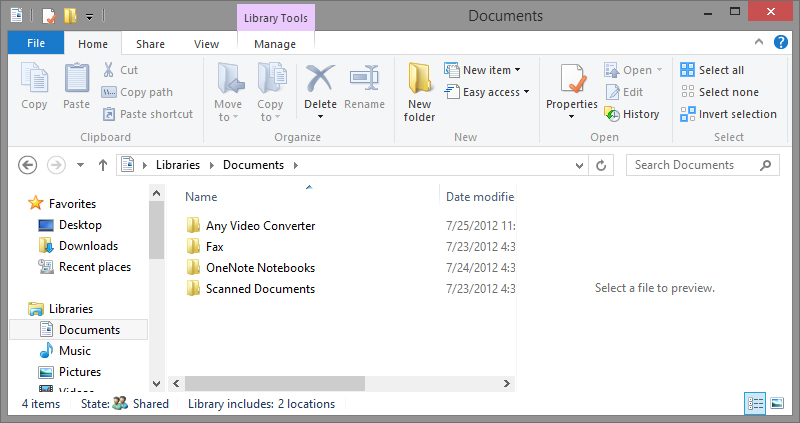 Library Tools
Documents
File
Home
Share
View
Manage
Copy
Paste
Cut
Copy path
Paste shortcut
Clipboard
Move to
Copy to
Delete
Rename
Organize
New folder
New item
Easy access
New
Properties
Open
Edit
History
Open
Select all
Select none
Invert selection
Select
Libraries
Documents
Search Documents
Favorites
Desktop
Downloads
Recent places
Libraries
Documents
Music
Pictures
Videos
Name
Date modifie
Any Video Converter
7/25/2012 11:
Fax
7/23/2012 4:3
OneNote Notebooks
7/24/2012 4:3
Scanned Documents
7/23/2012 4:3
Select a file to preview.
4 items
State:
Shared
Library includes: 2 locations